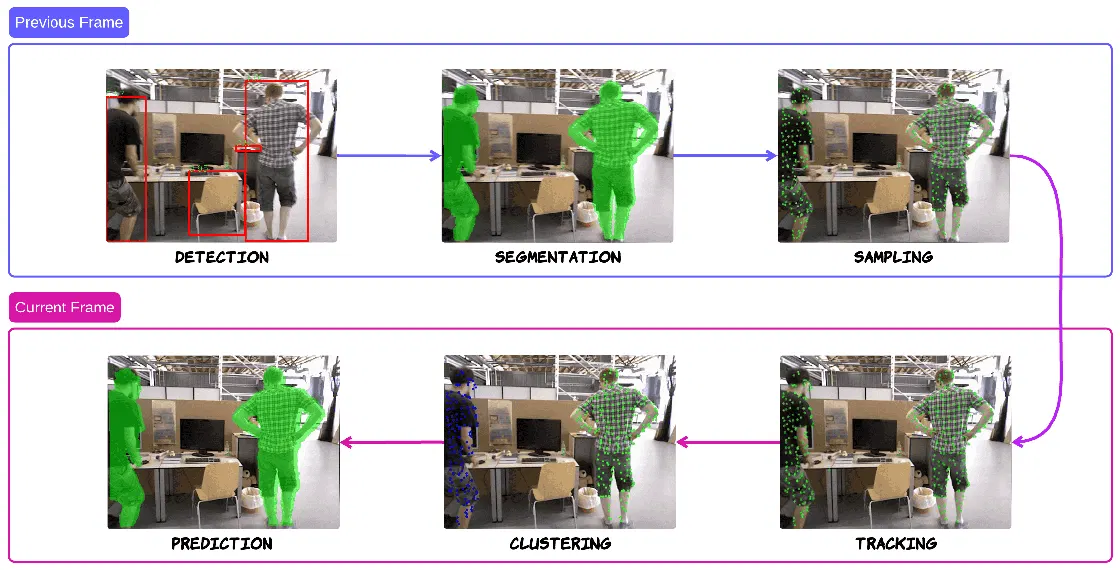 Previous Frame
DETECTION
SEGMENTATION
SAMPLING
Current Frame
PREDICTION
CLUSTERING
TRACKING